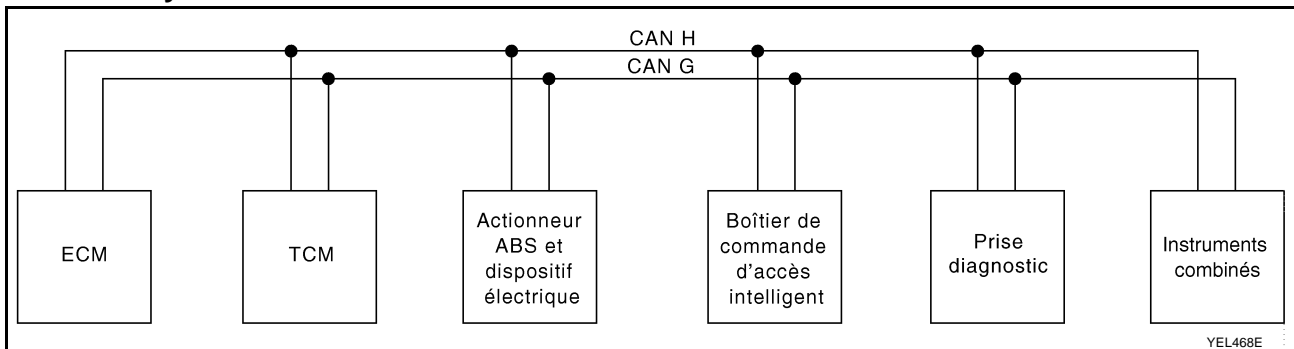 CAN H
CAN G
ECM
TCM
Actionneur
ABS et
dispositif
électrique
Boîtier de
commande
d'accès
intelligent
Prise
diagnostic
Instruments
combinés
YEL468E